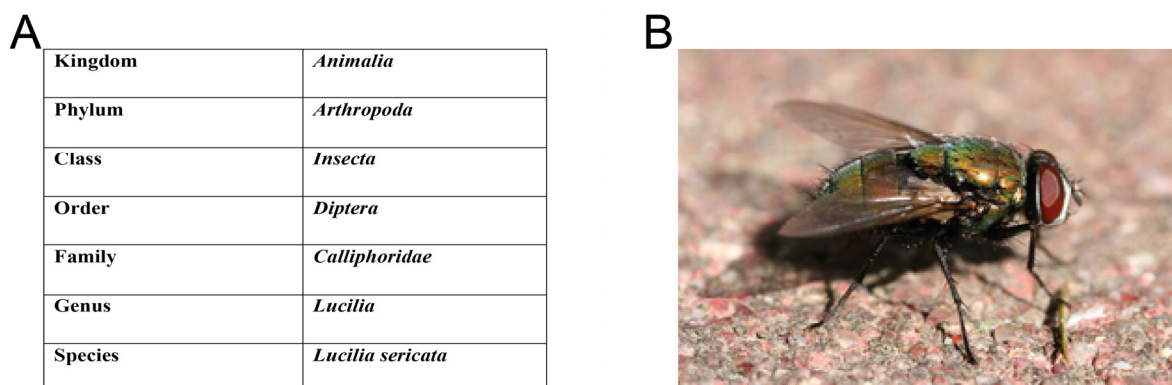 A
Kingdom Animalia
Phylum Arthropoda
Class Insecta
Order Diptera
Family Calliphoridae
Genus Lucilia
Species Lucilia sericata
B